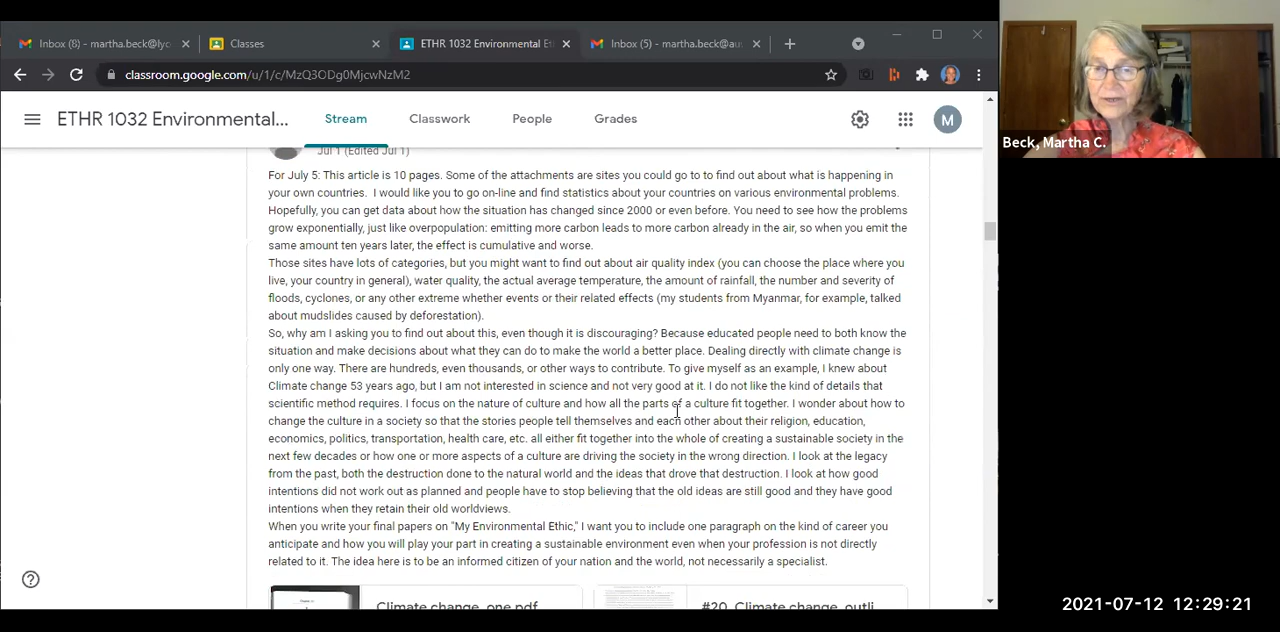 Inbox (8) - martha.beck@lyo
Classes
ETHR 1032 Environmental Et
Inbox (5) - martha.beck@au
classroom.google.com/u/1/c/MzQ3ODg0MjcwNzM2
ETHR 1032 Environmental...
Stream
Classwork
People
Grades
M
Beck, Martha C.
Jul 1 (Edited Jul 1)
For July 5: This article is 10 pages. Some of the attachments are sites you could go to to find out about what is happening in
your own countries. I would like you to go on-line and find statistics about your countries on various environmental problems.
Hopefully, you can get data about how the situation has changed since 2000 or even before. You need to see how the problems
grow exponentially, just like overpopulation: emitting more carbon leads to more carbon already in the air, so when you emit the
same amount ten years later, the effect is cumulative and worse.
Those sites have lots of categories, but you might want to find out about air quality index (you can choose the place where you
live, your country in general), water quality, the actual average temperature, the amount of rainfall, the number and severity of
floods, cyclones, or any other extreme whether events or their related effects (my students from Myanmar, for example, talked
about mudslides caused by deforestation).
So, why am I asking you to find out about this, even though it is discouraging? Because educated people need to both know the
situation and make decisions about what they can do to make the world a better place. Dealing directly with climate change is
only one way. There are hundreds, even thousands, or other ways to contribute. To give myself as an example, I knew about
Climate change 53 years ago, but I am not interested in science and not very good at it. I do not like the kind of details that
scientific method requires. I focus on the nature of culture and how all the parts of a culture fit together. I wonder about how to
change the culture in a society so that the stories people tell themselves and each other about their religion, education,
economics, politics, transportation, health care, etc. all either fit together into the whole of creating a sustainable society in the
next few decades or how one or more aspects of a culture are driving the society in the wrong direction. I look at the legacy
from the past, both the destruction done to the natural world and the ideas that drove that destruction. I look at how good
intentions did not work out as planned and people have to stop believing that the old ideas are still good and they have good
intentions when they retain their old worldviews.
When you write your final papers on "My Environmental Ethic," I want you to include one paragraph on the kind of career you
anticipate and how you will play your part in creating a sustainable environment even when your profession is not directly
related to it. The idea here is to be an informed citizen of your nation and the world, not necessarily a specialist.
Climate change, one.pdf
#20. Climate change, outli
2021-07-12 12:29:21